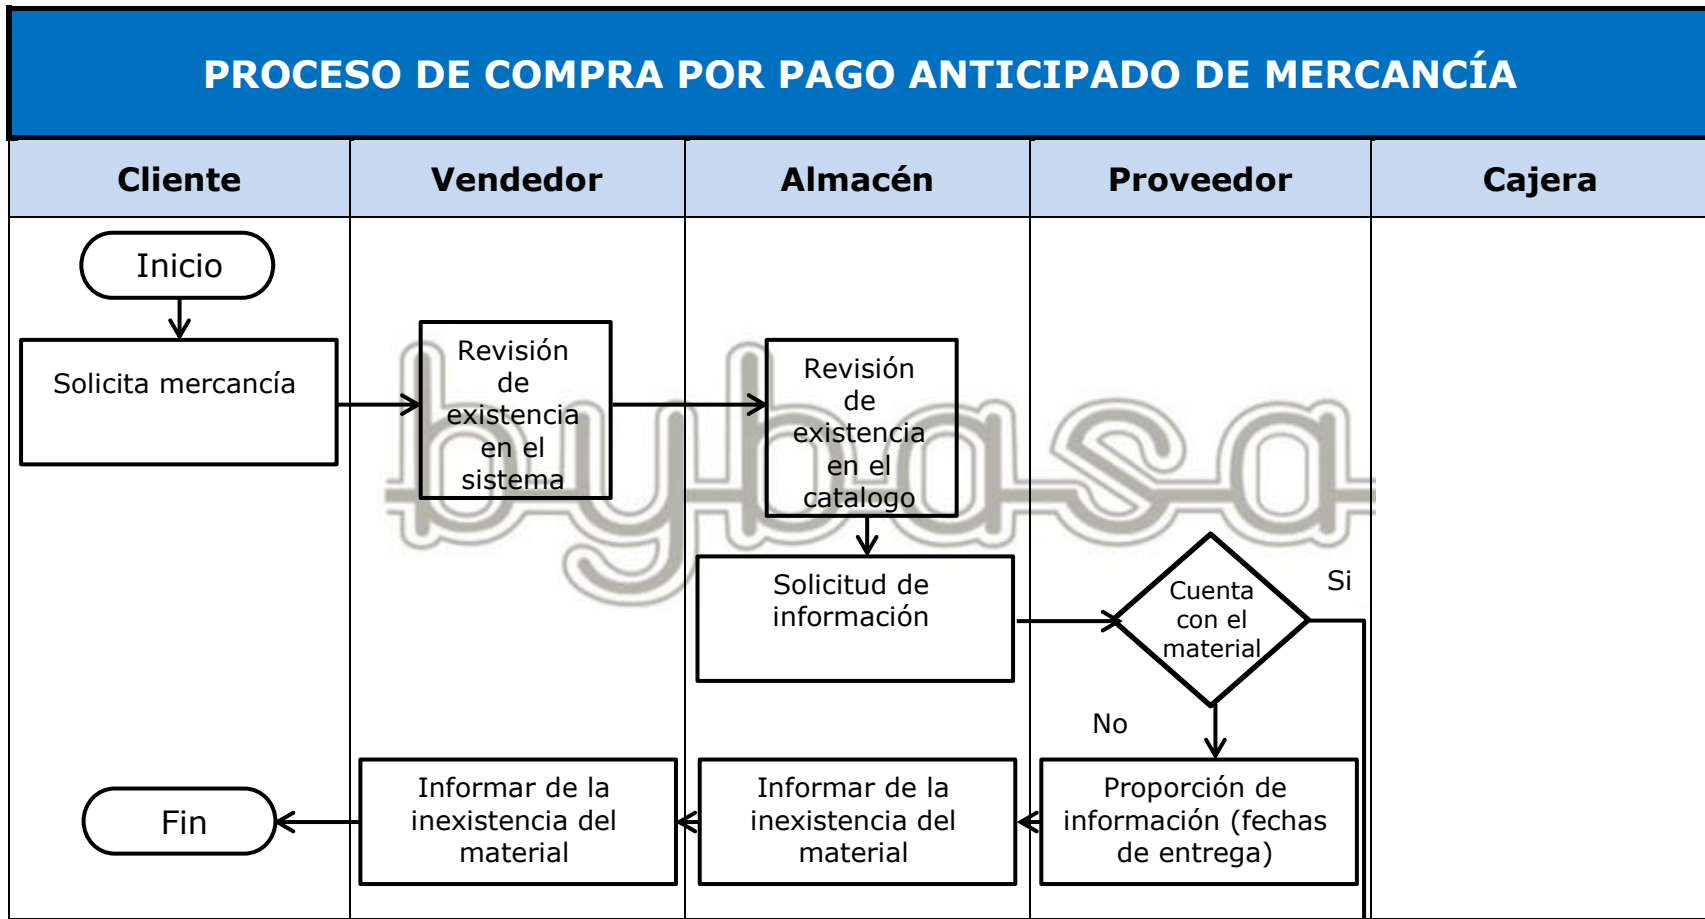 PROCESO DE COMPRA POR PAGO ANTICIPADO DE MERCANCÍA
Cliente
Vendedor
Almacén
Proveedor
Cajera
Inicio
Solicita mercancía
Revisión
de
existencia
en el
sistema
Revisión
de
existencia
en el
catalogo
bybasa
Solicitud de
información
Cuenta
con el
material
Si
No
Fin
Informar de la
inexistencia del
material
Informar de la
inexistencia del
material
Proporción de
información (fechas
de entrega)